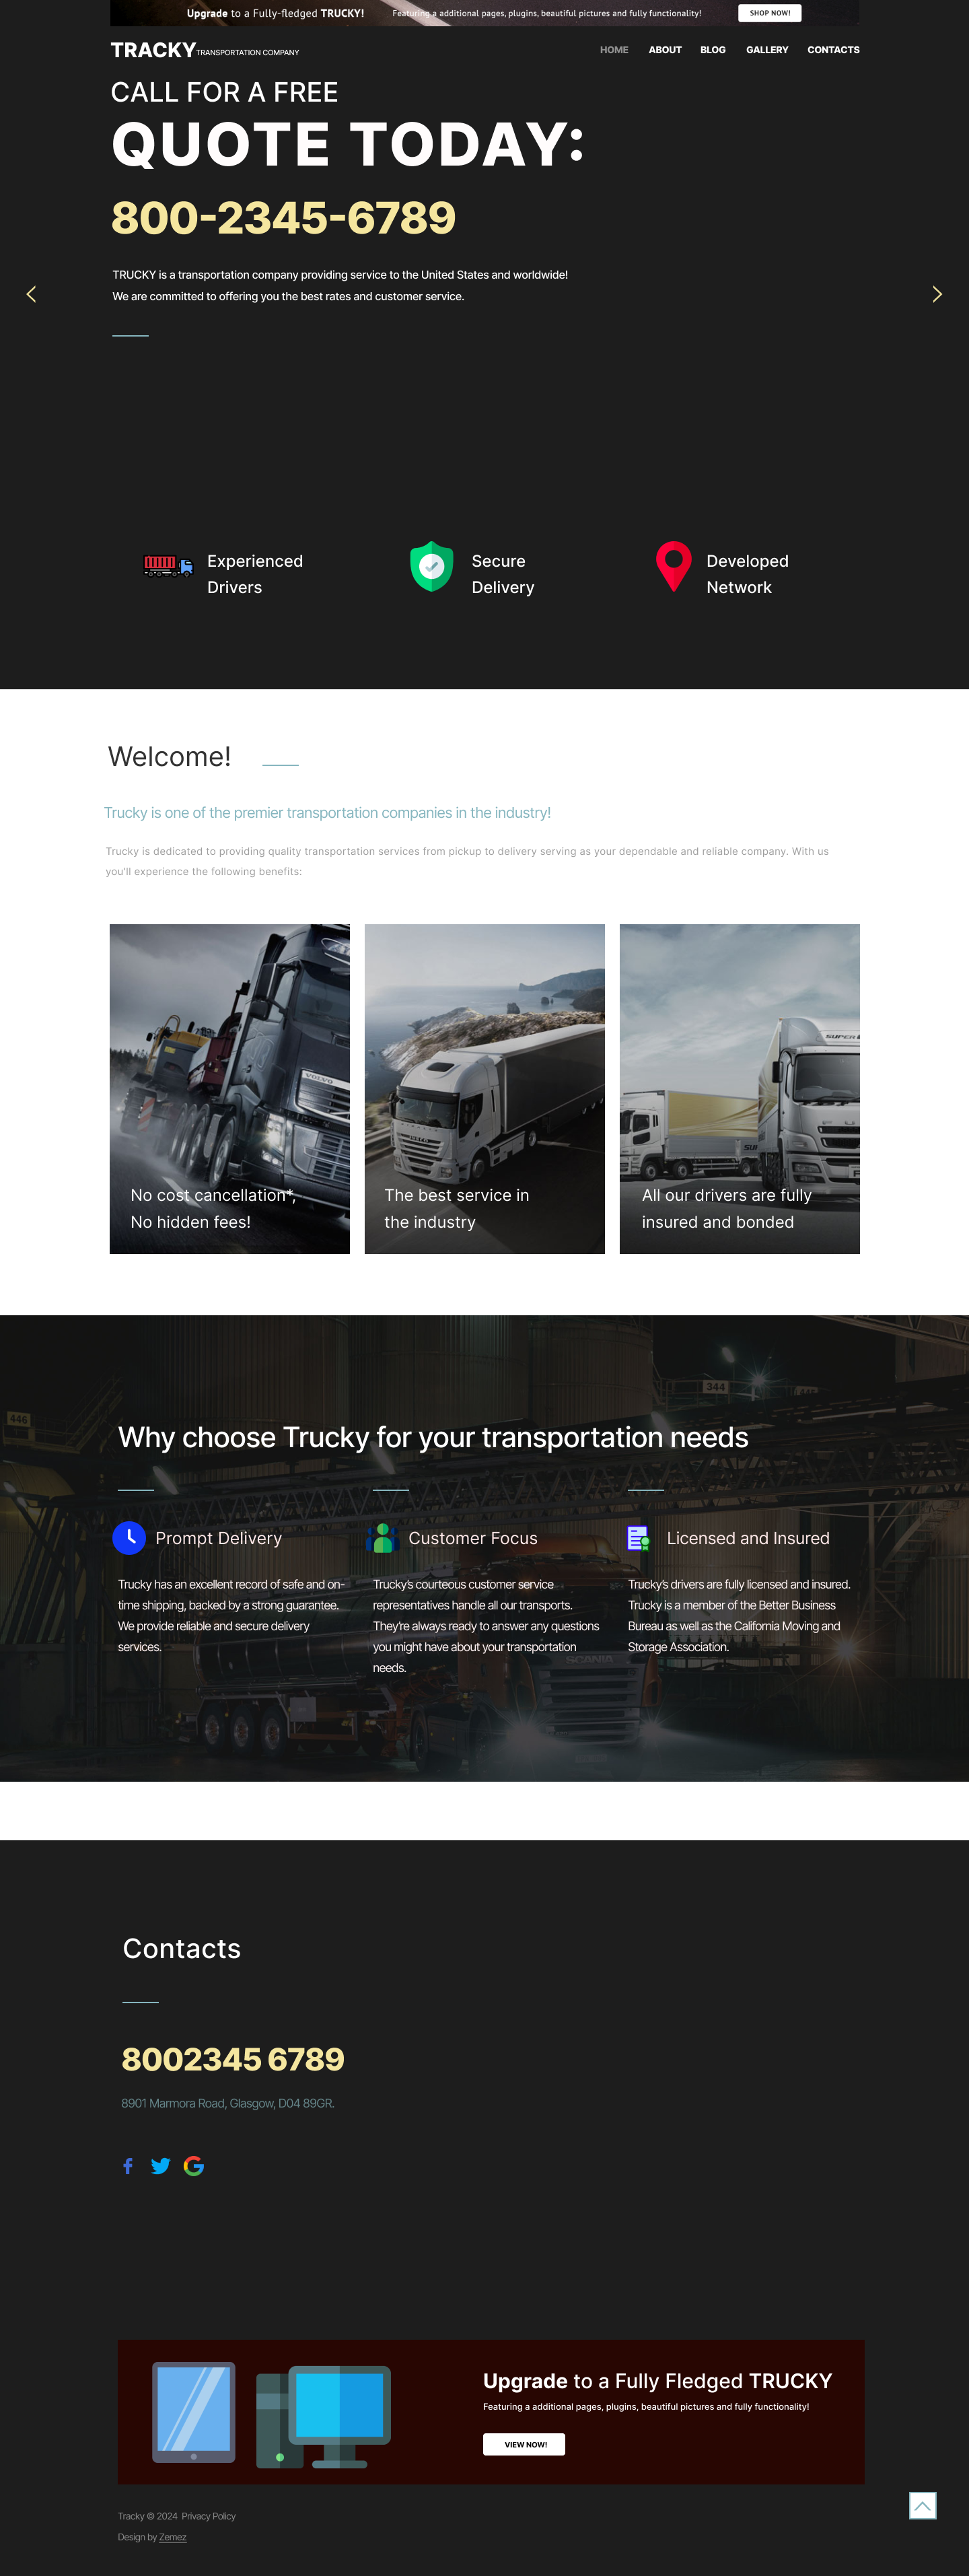 Upgrade to a Fully-fledged TRUCKY! Featuring a additional pages, plugins, beautiful pictures and fully functionality! SHOP NOW!
TRACKY TRANSPORTATION COMPANY HOME ABOUT BLOG GALLERY CONTACTS
CALL FOR A FREE
QUOTE TODAY:
800-2345-6789
TRUCKY is a transportation company providing service to the United States and worldwide!
We are committed to offering you the best rates and customer service.
Experienced
Drivers
Secure
Delivery
Developed
Network
Welcome!
Trucky is one of the premier transportation companies in the industry!
Trucky is dedicated to providing quality transportation services from pickup to delivery serving as your dependable and reliable company. With us
you'll experience the following benefits:
VOLVO
No cost cancellation*,
No hidden fees!
IVECO
The best service in
the industry
SUPER
SU
FU
All our drivers are fully
insured and bonded
446
344
Why choose Trucky for your transportation needs
Prompt Delivery
Trucky has an excellent record of safe and on-
time shipping, backed by a strong guarantee.
We provide reliable and secure delivery
services.
Customer Focus
Trucky's courteous customer service
representatives handle all our transports.
They're always ready to answer any questions
you might have about your transportation
needs.
Licensed and Insured
Trucky's drivers are fully licensed and insured.
Trucky is a member of the Better Business
Bureau as well as the California Moving and
Storage Association.
SCANIA
Contacts
8002345 6789
8901 Marmora Road, Glasgow, D04 89GR.
Upgrade to a Fully Fledged TRUCKY
Featuring a additional pages, plugins, beautiful pictures and fully functionality!
VIEW NOW!
Tracky © 2024 Privacy Policy
Design by Zemez